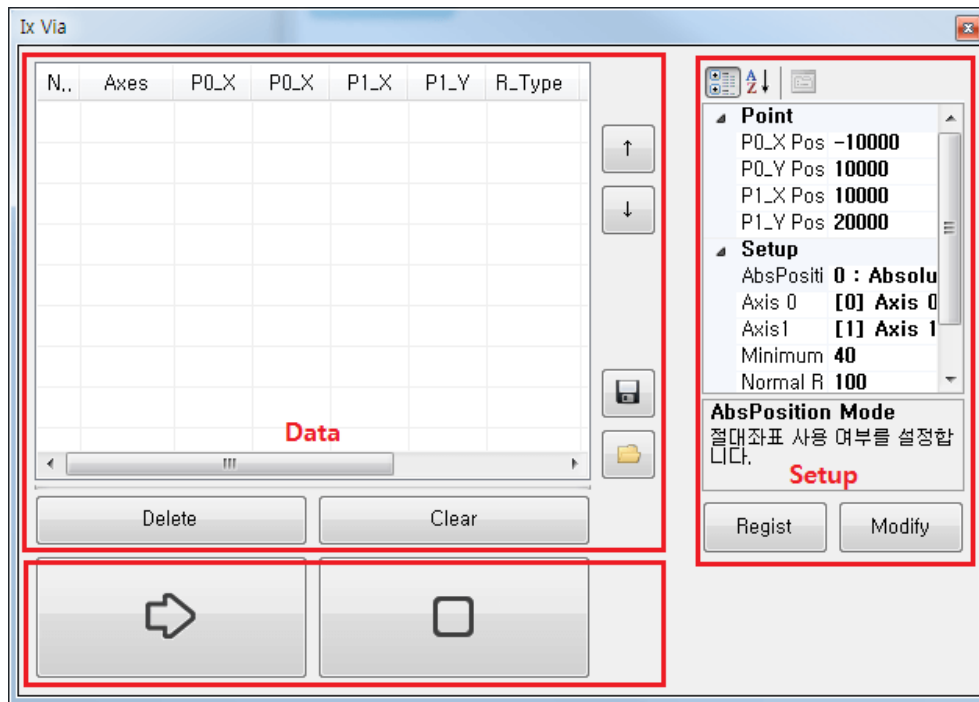 Ix Via
N,, Axes P0_X P0_X P1_X P1_Y R_Type
↑
↓
Data
Delete Clear
Point
P0_X Pos -10000
P0_Y Pos 10000
P1_X Pos 10000
P1_Y Pos 20000
Setup
AbsPositi 0 : Absolu
Axis 0 [0] Axis 0
Axis1 [1] Axis 1
Minimum 40
Normal R 100
AbsPosition Mode
절대좌표 사용 여부를 설정합
니다.
Setup
Regist Modify